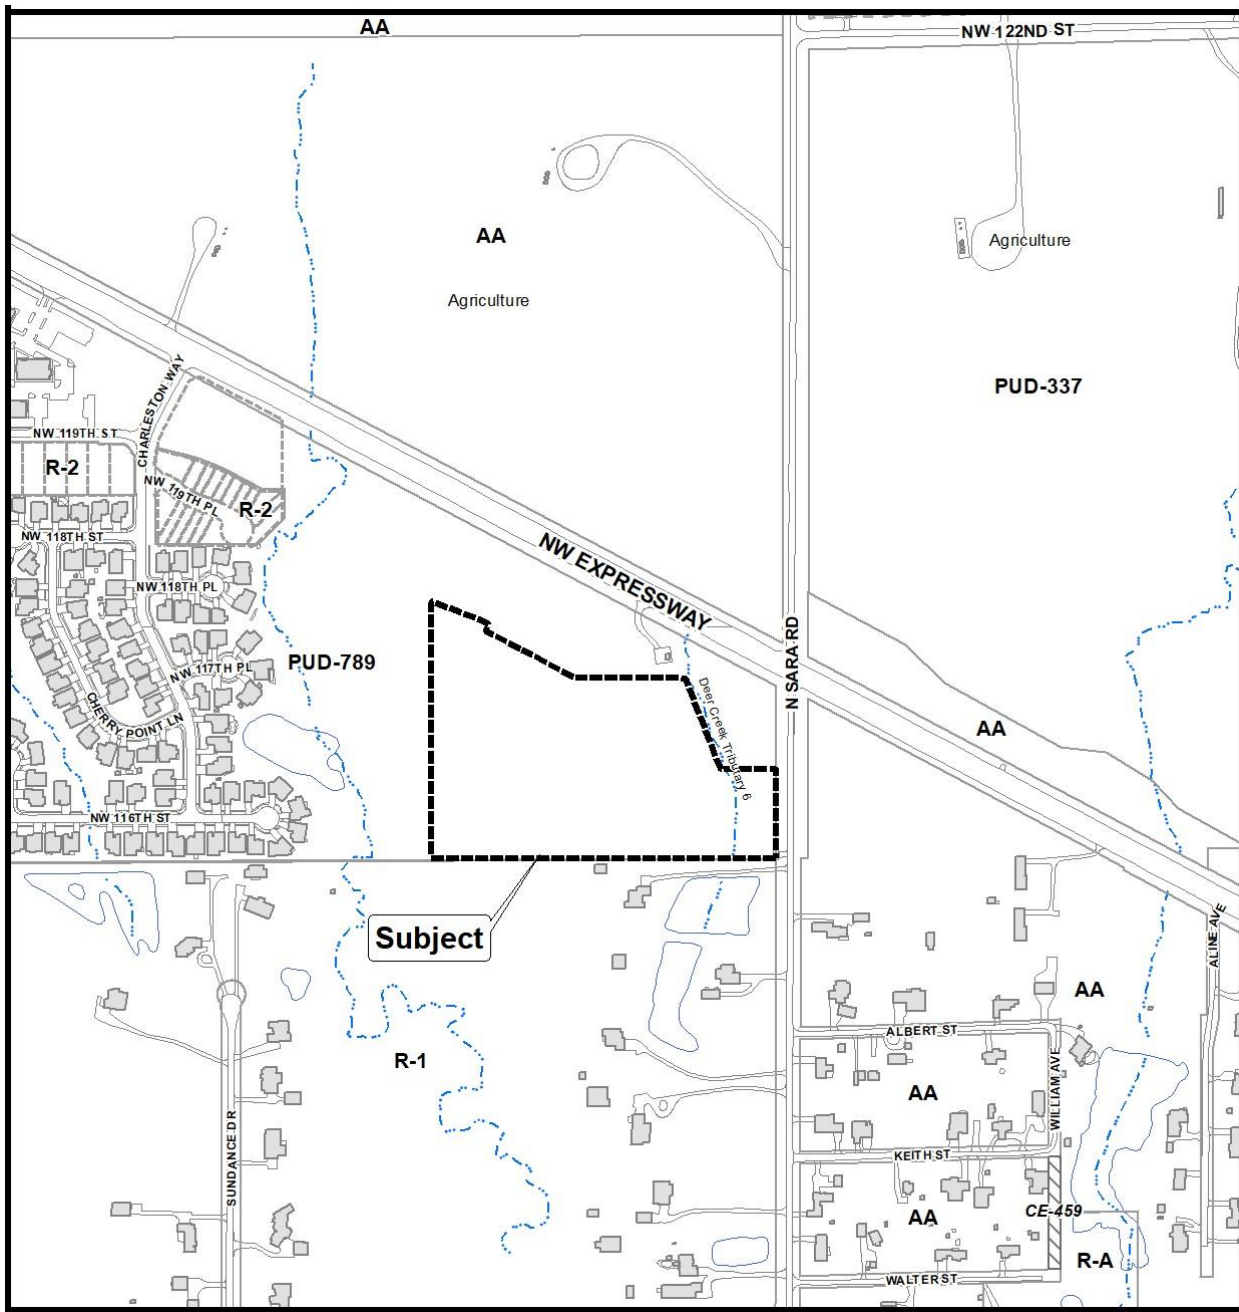 AA
NW 122ND ST
AA
Agriculture
Agriculture
PUD-337
CHARLESTON WAY
NW 119TH ST
R-2
NW 119TH PL
R-2
NW 118TH ST
NW EXPRESSWAY
NW 118TH PL
N SARA RD
PUD-789
NW 117TH PL
CHERRY POINT LN
Deer Creek Tributary 6
AA
NW 116TH ST
Subject
ALINE AVE
AA
ALBERT ST
R-1
WILLIAM AVE
AA
SUNDANCE DR
KEITH ST
CE-459
AA
R-A
WALTER ST